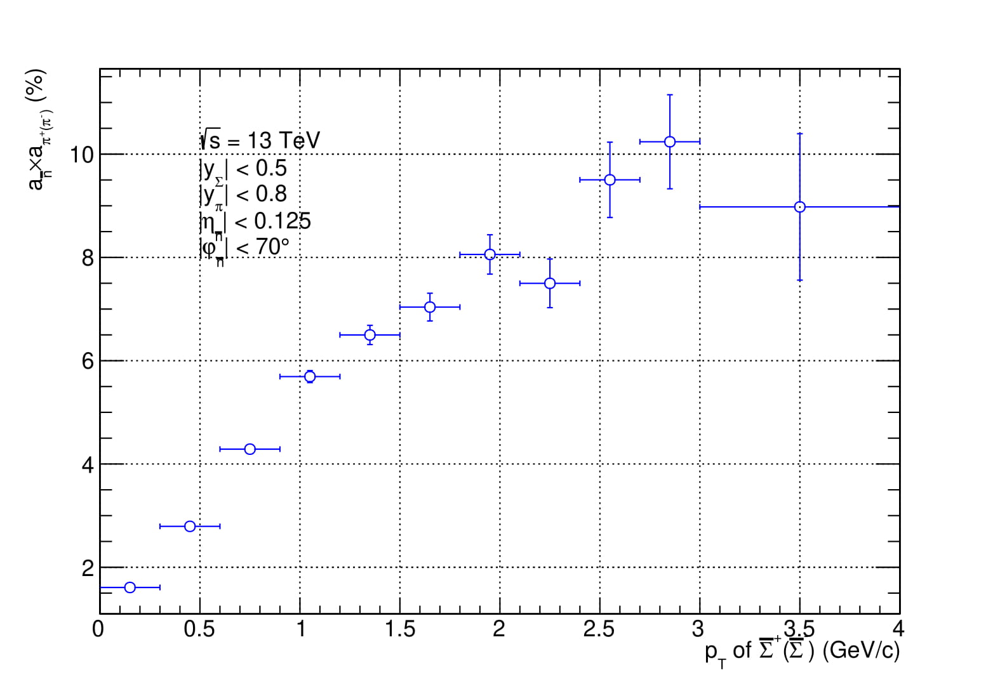 a_n̄×a_π⁺(π⁻) (%)
√s = 13 TeV
|y_Σ| < 0.5
|y_π| < 0.8
|η_n̄| < 0.125
|φ_n̄| < 70°
10
8
6
4
2
0 0.5 1 1.5 2 2.5 3 3.5 4
p_T of Σ̅⁺(Σ̅⁻) (GeV/c)